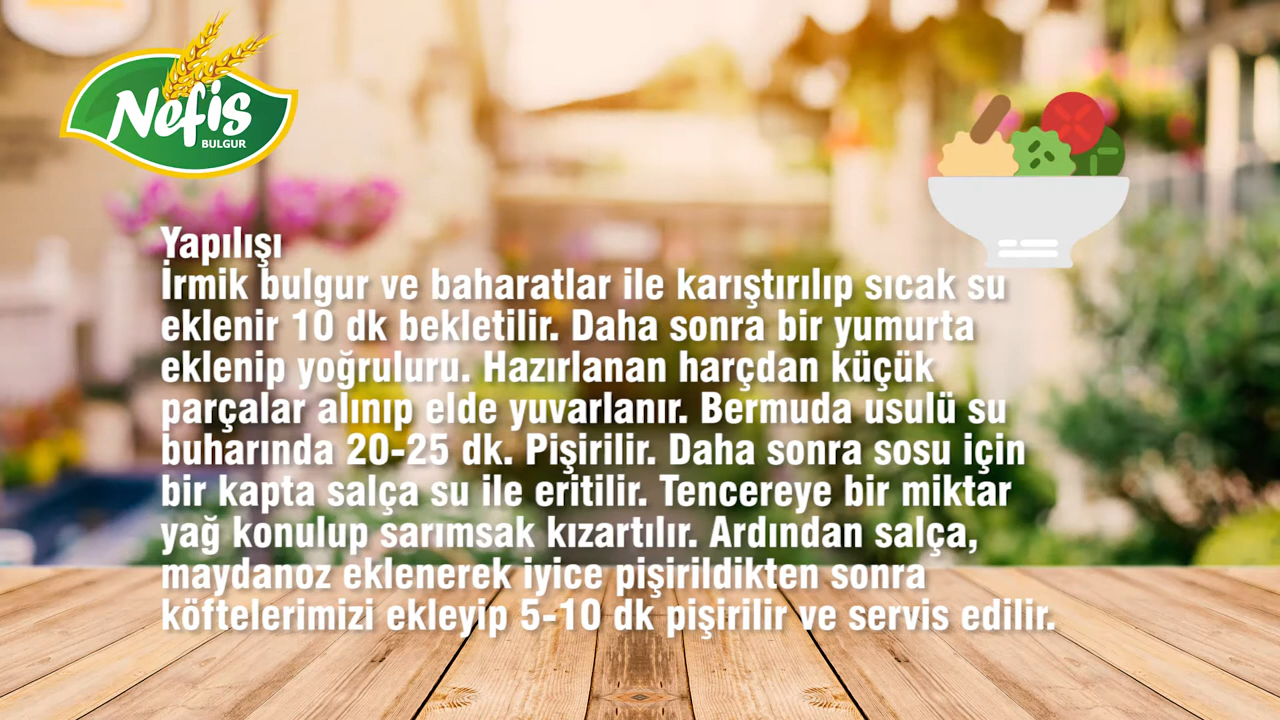 Nefis
BULGUR
Yapılışı
İrmik bulgur ve baharatlar ile karıştırılıp sıcak su
eklenir 10 dk bekletilir. Daha sonra bir yumurta
eklenip yoğruluru. Hazırlanan harçdan küçük
parçalar alınıp elde yuvarlanır. Bermuda usulü su
buharında 20-25 dk. Pişirilir. Daha sonra sosu için
bir kapta salça su ile eritilir. Tencereye bir miktar
yağ konulup sarımsak kızartılır. Ardından salça,
maydanoz eklenerek iyice pişirildikten sonra
köftelerimizi ekleyip 5-10 dk pişirilir ve servis edilir.